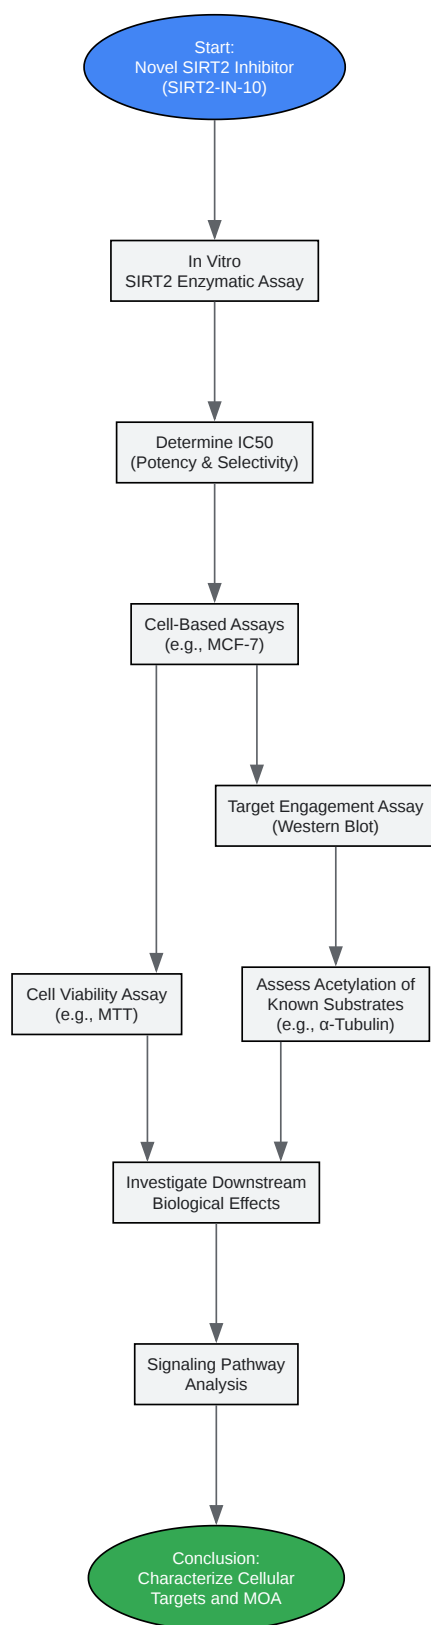 Start:
Novel SIRT2 Inhibitor
(SIRT2-IN-10)
In Vitro
SIRT2 Enzymatic Assay
Determine IC50
(Potency & Selectivity)
Cell-Based Assays
(e.g., MCF-7)
Target Engagement Assay
(Western Blot)
Cell Viability Assay
(e.g., MTT)
Assess Acetylation of
Known Substrates
(e.g., α-Tubulin)
Investigate Downstream
Biological Effects
Signaling Pathway
Analysis
Conclusion:
Characterize Cellular
Targets and MOA